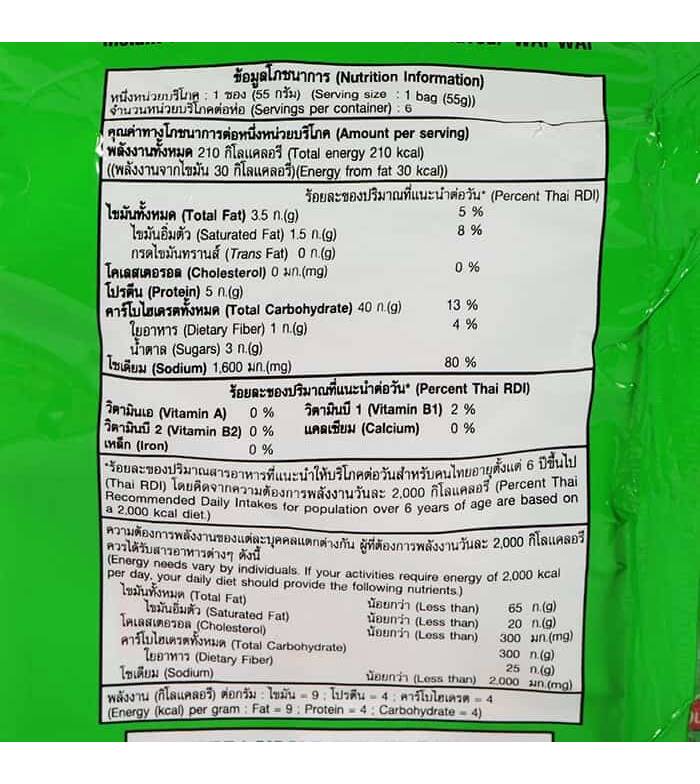 WAI WAI
ข้อมูลโภชนาการ (Nutrition Information)
หนึ่งหน่วยบริโภค : 1 ซอง (55 กรัม) (Serving size : 1 bag (55g))
จำนวนหน่วยบริโภคต่อห่อ (Servings per container) : 6
คุณค่าทางโภชนาการต่อหนึ่งหน่วยบริโภค (Amount per serving)
พลังงานทั้งหมด 210 กิโลแคลอรี (Total energy 210 kcal)
((พลังงานจากไขมัน 30 กิโลแคลอรี)(Energy from fat 30 kcal))
ร้อยละของปริมาณที่แนะนำต่อวัน* (Percent Thai RDI)
ไขมันทั้งหมด (Total Fat) 3.5 ก.(g) 5 %
ไขมันอิ่มตัว (Saturated Fat) 1.5 ก.(g) 8 %
กรดไขมันทรานส์ (Trans Fat) 0 ก.(g)
โคเลสเตอรอล (Cholesterol) 0 มก.(mg) 0 %
โปรตีน (Protein) 5 ก.(g)
คาร์โบไฮเดรตทั้งหมด (Total Carbohydrate) 40 ก.(g) 13 %
ใยอาหาร (Dietary Fiber) 1 ก.(g) 4 %
น้ำตาล (Sugars) 3 ก.(g)
โซเดียม (Sodium) 1,600 มก.(mg) 80 %
ร้อยละของปริมาณที่แนะนำต่อวัน* (Percent Thai RDI)
วิตามินเอ (Vitamin A) 0 % วิตามินบี 1 (Vitamin B1) 2 %
วิตามินบี 2 (Vitamin B2) 0 % แคลเซียม (Calcium) 0 %
เหล็ก (Iron) 0 %
*ร้อยละของปริมาณสารอาหารที่แนะนำให้บริโภคต่อวันสำหรับคนไทยอายุตั้งแต่ 6 ปีขึ้นไป
(Thai RDI) โดยคิดจากความต้องการพลังงานวันละ 2,000 กิโลแคลอรี (Percent Thai
Recommended Daily Intakes for population over 6 years of age are based on
a 2,000 kcal diet.)
ความต้องการพลังงานของแต่ละบุคคลแตกต่างกัน ผู้ที่ต้องการพลังงานวันละ 2,000 กิโลแคลอรี
ควรได้รับสารอาหารต่างๆ ดังนี้
(Energy needs vary by individuals. If your activities require energy of 2,000 kcal
per day, your daily diet should provide the following nutrients.)
ไขมันทั้งหมด (Total Fat) น้อยกว่า (Less than) 65 ก.(g)
ไขมันอิ่มตัว (Saturated Fat) น้อยกว่า (Less than) 20 ก.(g)
โคเลสเตอรอล (Cholesterol) น้อยกว่า (Less than) 300 มก.(mg)
คาร์โบไฮเดรตทั้งหมด (Total Carbohydrate) 300 ก.(g)
ใยอาหาร (Dietary Fiber) 25 ก.(g)
โซเดียม (Sodium) น้อยกว่า (Less than) 2,000 มก.(mg)
พลังงาน (กิโลแคลอรี) ต่อกรัม : ไขมัน = 9 ; โปรตีน = 4 ; คาร์โบไฮเดรต = 4
(Energy (kcal) per gram : Fat = 9 ; Protein = 4 ; Carbohydrate = 4)